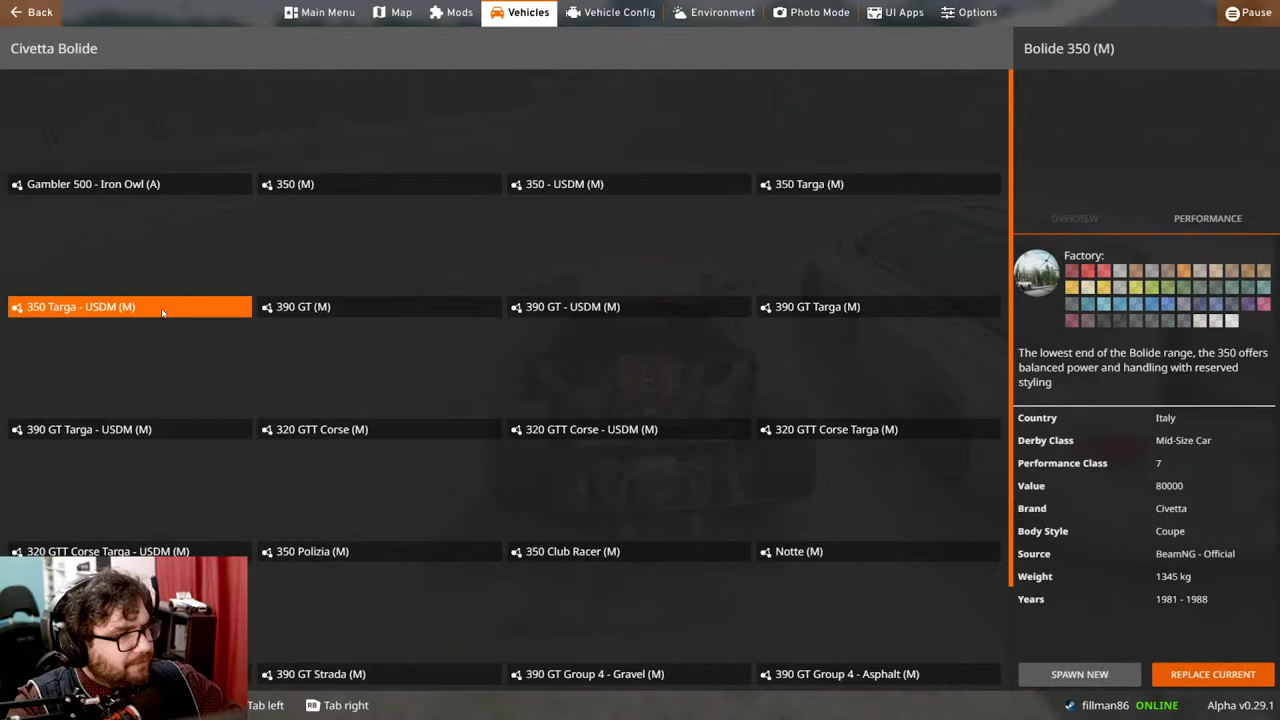 Back
Main Menu
Map
Mods
Vehicles
Vehicle Config
Environment
Photo Mode
UI Apps
Options
Pause
Civetta Bolide
Gambler 500 - Iron Owl (A)
350 (M)
350 - USDM (M)
350 Targa (M)
350 Targa - USDM (M)
390 GT (M)
390 GT - USDM (M)
390 GT Targa (M)
390 GT Targa - USDM (M)
320 GTT Corse (M)
320 GTT Corse - USDM (M)
320 GTT Corse Targa (M)
320 GTT Corse Targa - USDM (M)
350 Polizia (M)
350 Club Racer (M)
Notte (M)
390 GT Strada (M)
390 GT Group 4 - Gravel (M)
390 GT Group 4 - Asphalt (M)
Bolide 350 (M)
OVERVIEW
PERFORMANCE
Factory:
The lowest end of the Bolide range, the 350 offers
balanced power and handling with reserved
styling
Country Italy
Derby Class Mid-Size Car
Performance Class 7
Value 80000
Brand Civetta
Body Style Coupe
Source BeamNG - Official
Weight 1345 kg
Years 1981 - 1988
SPAWN NEW
REPLACE CURRENT
Tab left
RB Tab right
fillman86 ONLINE
Alpha v0.29.1